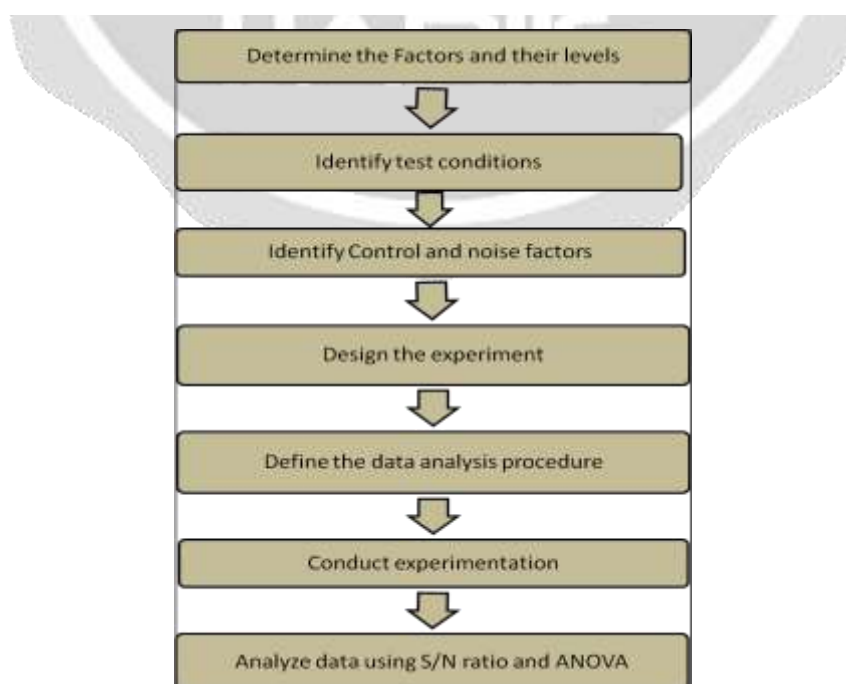 Determine the Factors and their levels
Identify test conditions
Identify Control and noise factors
Design the experiment
Define the data analysis procedure
Conduct experimentation
Analyze data using S/N ratio and ANOVA